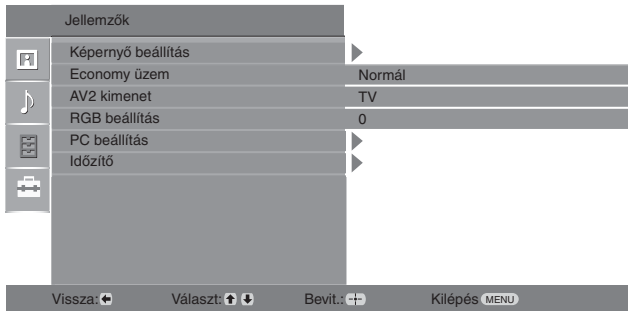 Jellemzők
Képernyő beállítás
Economy üzem Normál
AV2 kimenet TV
RGB beállítás 0
PC beállítás
Időzítő
Vissza: Választ: Bevit.: Kilépés MENU